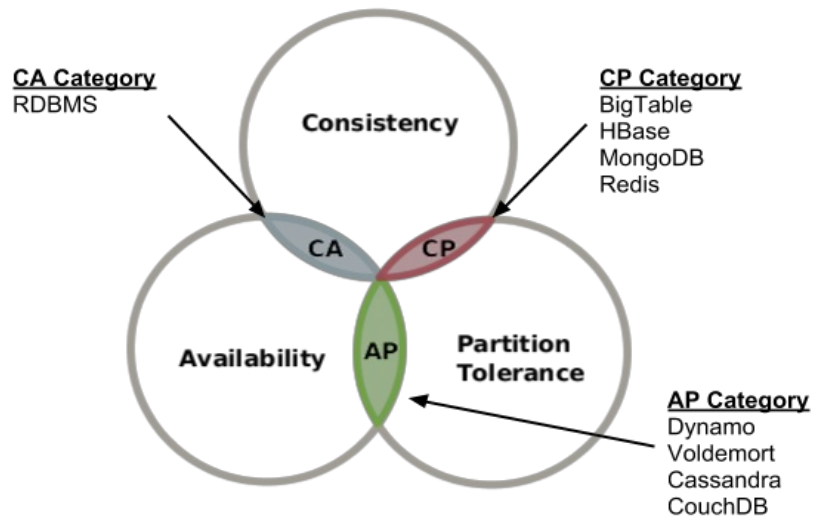 CA Category
RDBMS
CP Category
BigTable
HBase
MongoDB
Redis
Consistency
CA
CP
Availability
AP
Partition
Tolerance
AP Category
Dynamo
Voldemort
Cassandra
CouchDB